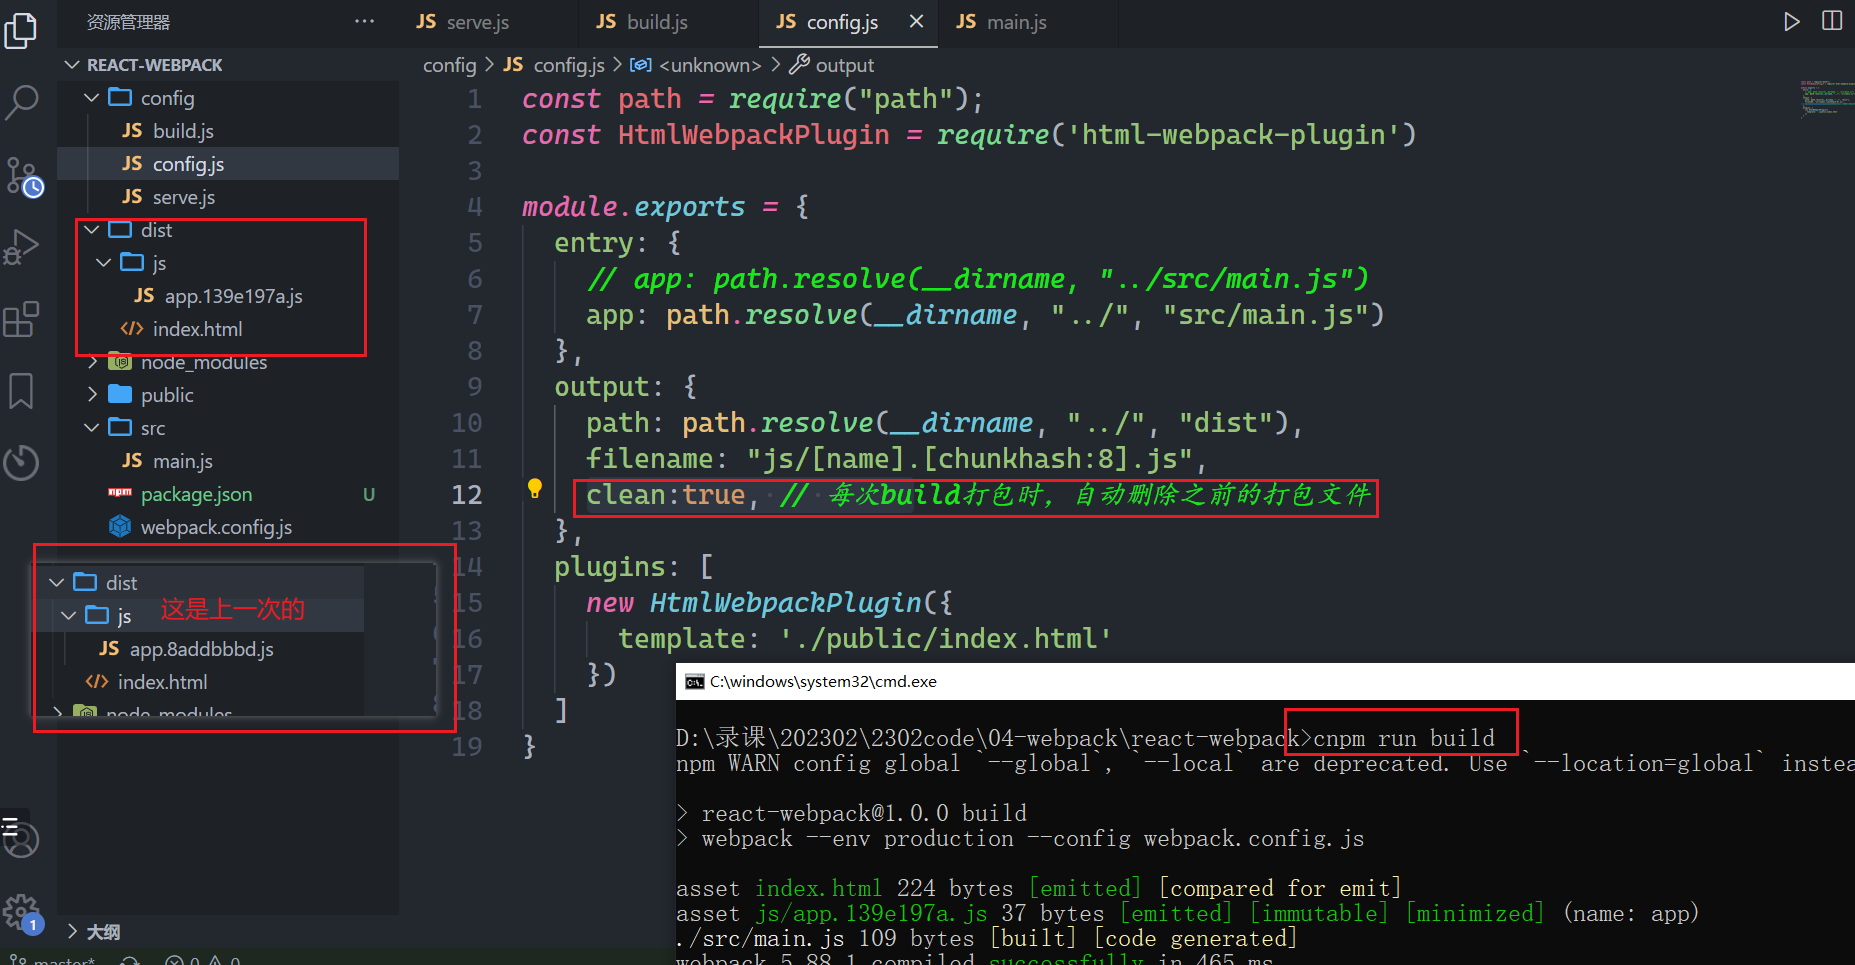 资源管理器 ···
JS serve.js
JS build.js
JS config.js ×
JS main.js
REACT-WEBPACK
config
JS build.js
JS config.js
JS serve.js
dist
js
JS app.139e197a.js
index.html
node_modules
public
src
JS main.js
npm package.json U
webpack.config.js
dist
js 这是上一次的
JS app.8addbbbd.js
index.html
node_modules
大纲
1
master* 0 0
config > JS config.js > <unknown> > output
1 const path = require("path");
2 const HtmlWebpackPlugin = require('html-webpack-plugin')
3
4 module.exports = {
5 entry: {
6 // app: path.resolve(__dirname, "../src/main.js")
7 app: path.resolve(__dirname, "../", "src/main.js")
8 },
9 output: {
10 path: path.resolve(__dirname, "../", "dist"),
11 filename: "js/[name].[chunkhash:8].js",
12 clean:true, // 每次build打包时，自动删除之前的打包文件
13 },
14 plugins: [
15 new HtmlWebpackPlugin({
16 template: './public/index.html'
17 })
18 ]
19 }
C:\windows\system32\cmd.exe
D:\录课\202302\2302code\04-webpack\react-webpack>cnpm run build
npm WARN config global `--global`, `--local` are deprecated. Use `--location=global` instea
> react-webpack@1.0.0 build
> webpack --env production --config webpack.config.js
asset index.html 224 bytes [emitted] [compared for emit]
asset js/app.139e197a.js 37 bytes [emitted] [immutable] [minimized] (name: app)
./src/main.js 109 bytes [built] [code generated]
webpack 5.88.1 compiled successfully in 465 ms